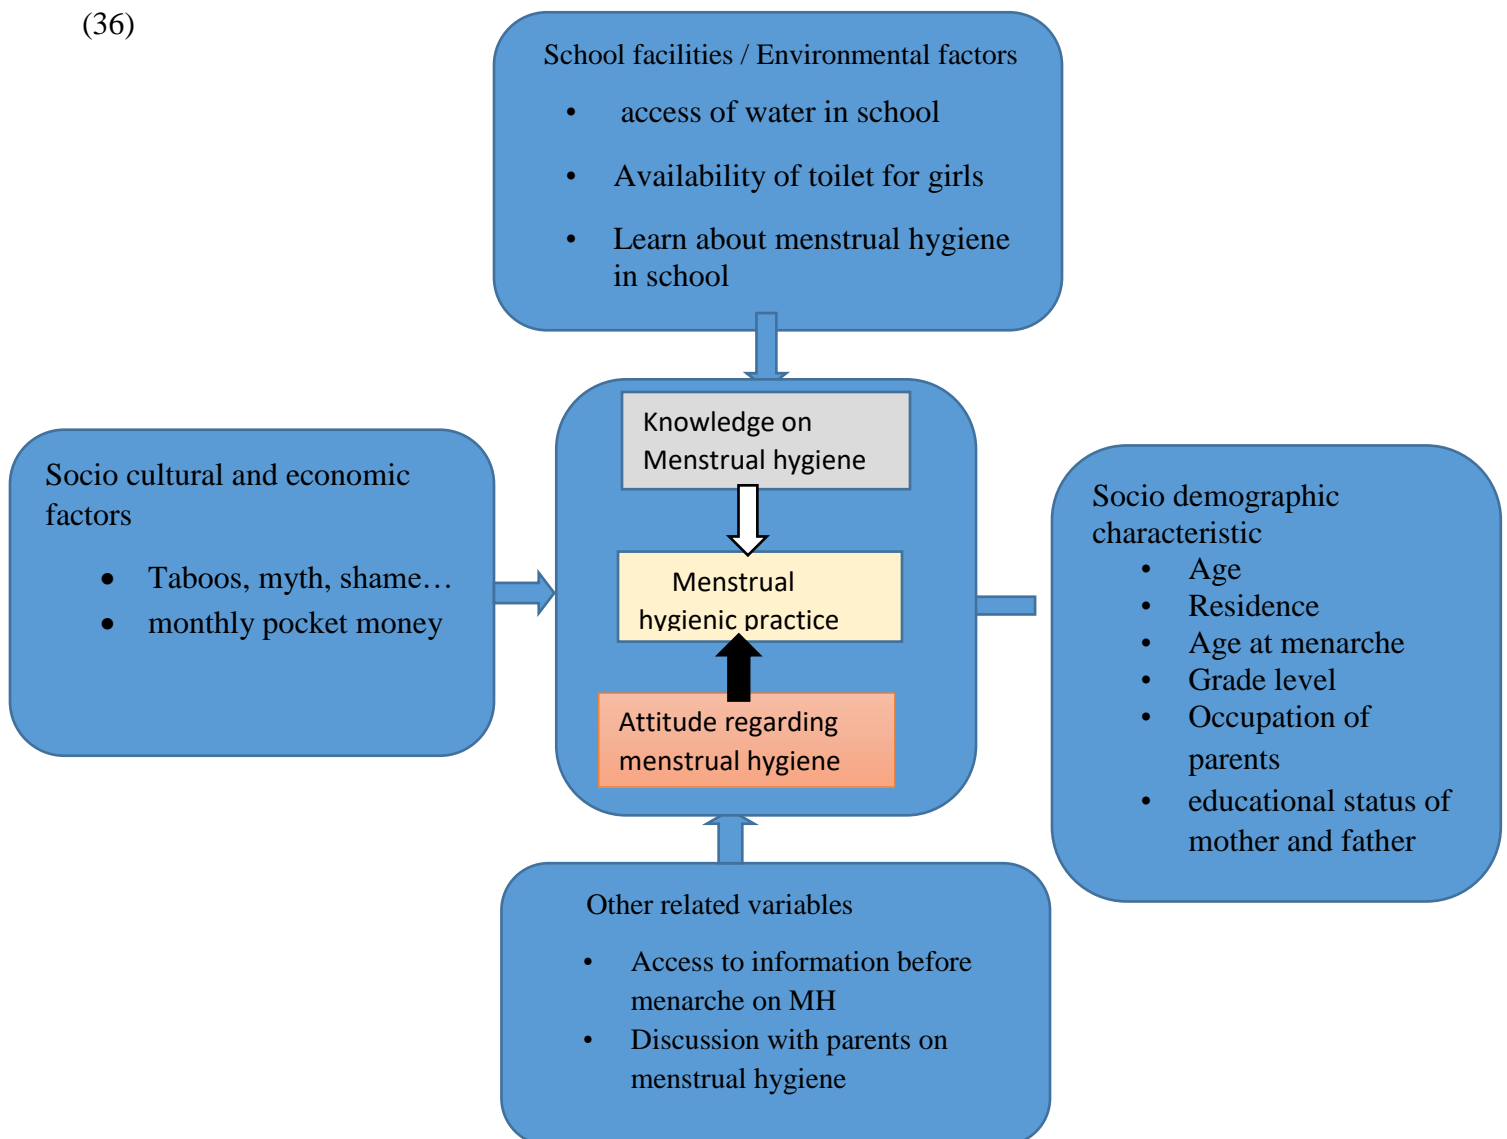 (36)
School facilities / Environmental factors
• access of water in school
• Availability of toilet for girls
• Learn about menstrual hygiene
in school
Knowledge on
Menstrual hygiene
Menstrual
hygienic practice
Attitude regarding
menstrual hygiene
Socio cultural and economic
factors
• Taboos, myth, shame…
• monthly pocket money
Socio demographic
characteristic
• Age
• Residence
• Age at menarche
• Grade level
• Occupation of
parents
• educational status of
mother and father
Other related variables
• Access to information before
menarche on MH
• Discussion with parents on
menstrual hygiene